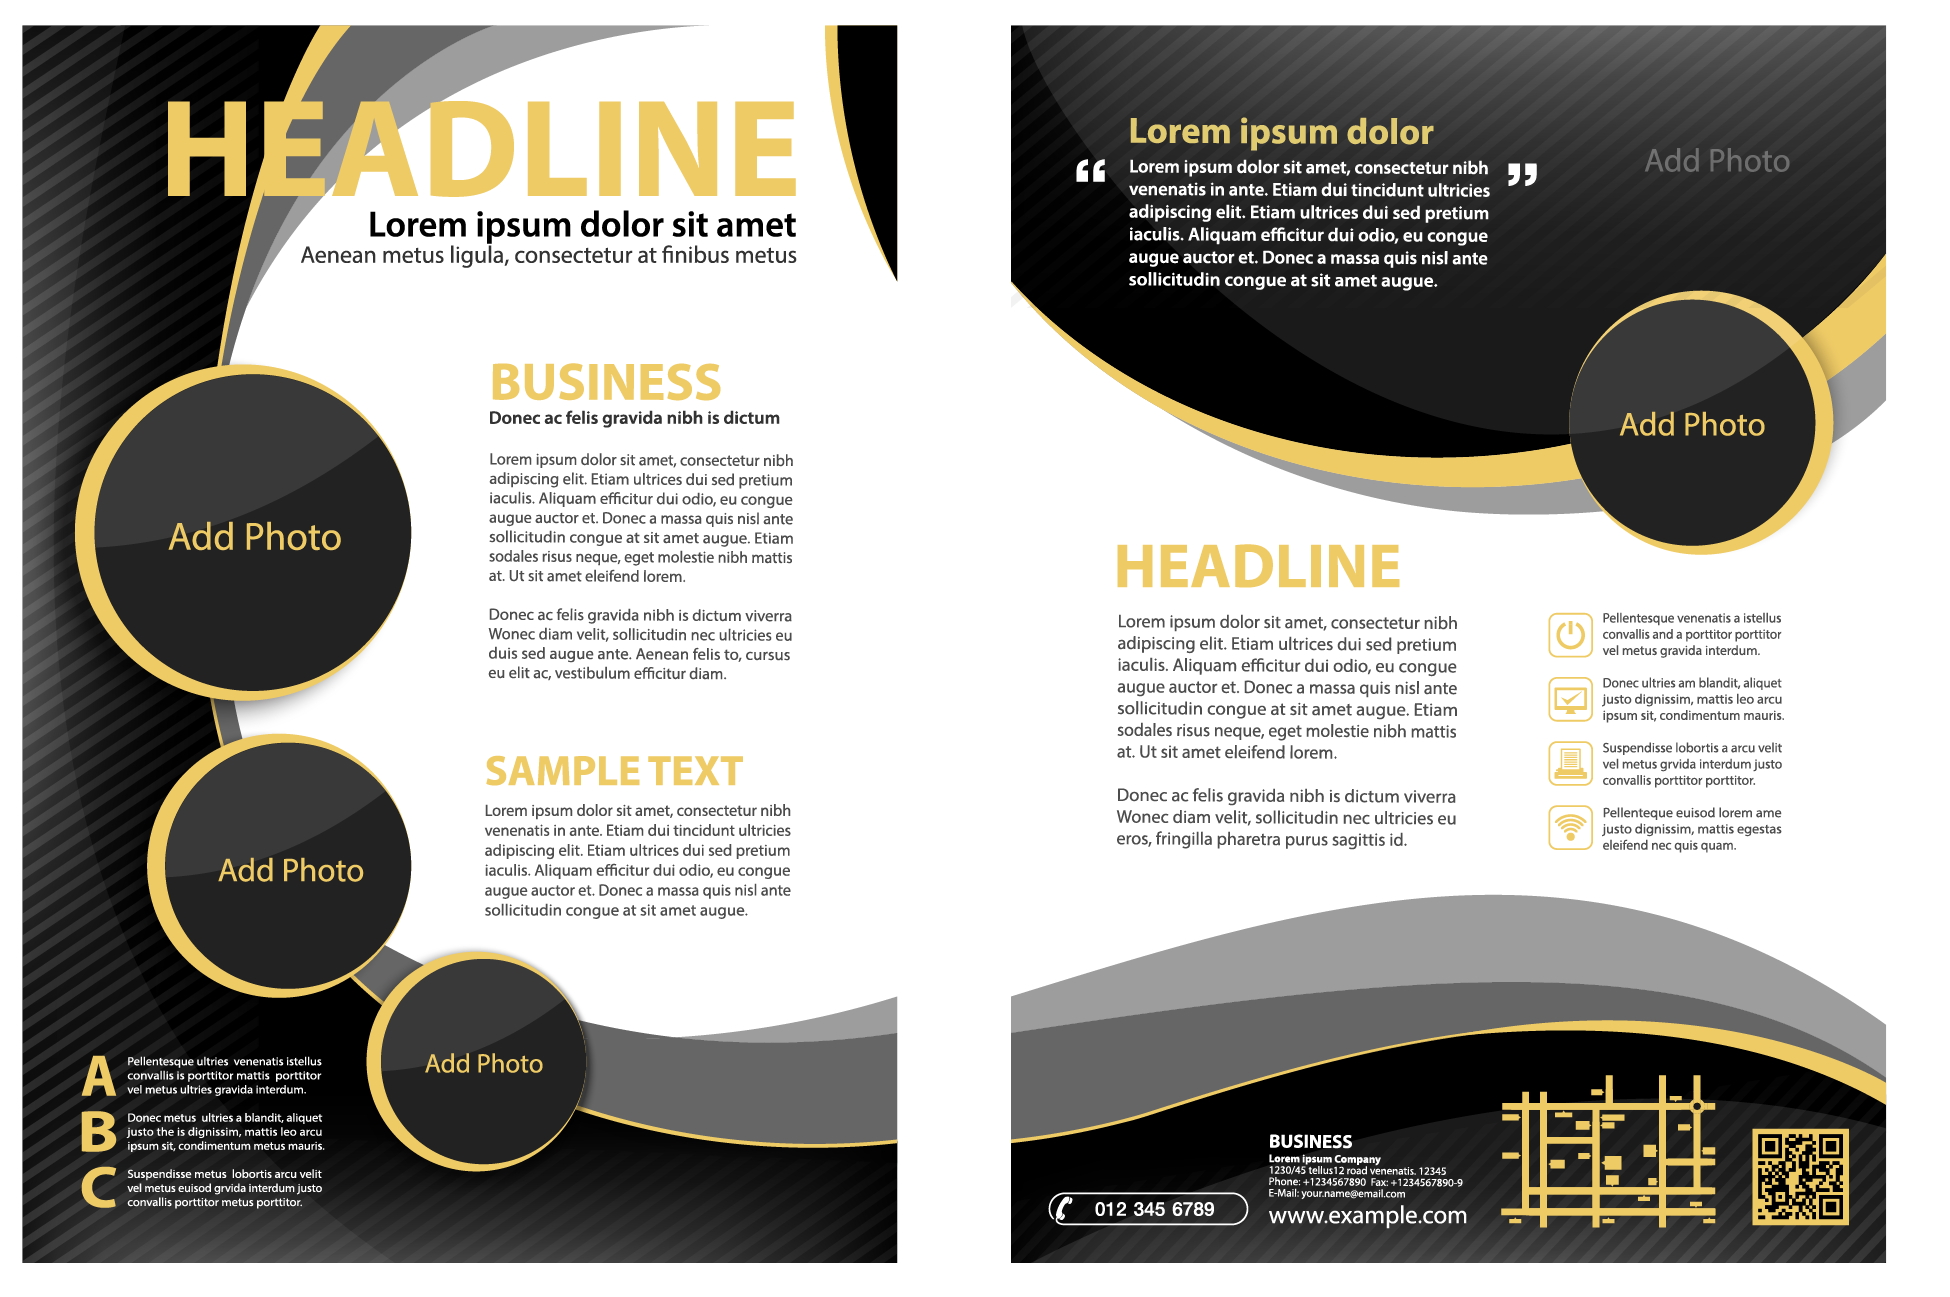 HEADLINE
Lorem ipsum dolor sit amet
Aenean metus ligula, consectetur at finibus metus
BUSINESS
Donec ac felis gravida nibh is dictum
Lorem ipsum dolor sit amet, consectetur nibh
adipiscing elit. Etiam ultrices dui sed pretium
iaculis. Aliquam efficitur dui odio, eu congue
augue auctor et. Donec a massa quis nisl ante
sollicitudin congue at sit amet augue. Etiam
sodales risus neque, eget molestie nibh mattis
at. Ut sit amet eleifend lorem.
Donec ac felis gravida nibh is dictum viverra
Wonec diam velit, sollicitudin nec ultricies eu
duis sed augue ante. Aenean felis to, cursus
eu elit ac, vestibulum efficitur diam.
Add Photo
SAMPLE TEXT
Lorem ipsum dolor sit amet, consectetur nibh
venenatis in ante. Etiam dui tincidunt ultricies
adipiscing elit. Etiam ultrices dui sed pretium
iaculis. Aliquam efficitur dui odio, eu congue
augue auctor et. Donec a massa quis nisl ante
sollicitudin congue at sit amet augue.
Add Photo
Add Photo
A
Pellentesque ultries venenatis istellus
convallis is porttitor mattis porttitor
vel metus ultries gravida interdum.
B
Donec metus ultries a blandit, aliquet
justo the is dignissim, mattis leo arcu
ipsum sit, condimentum metus mauris.
C
Suspendisse metus lobortis arcu velit
vel metus euisod grvida interdum justo
convallis porttitor metus porttitor.
Lorem ipsum dolor
“ Lorem ipsum dolor sit amet, consectetur nibh ”
venenatis in ante. Etiam dui tincidunt ultricies
adipiscing elit. Etiam ultrices dui sed pretium
iaculis. Aliquam efficitur dui odio, eu congue
augue auctor et. Donec a massa quis nisl ante
sollicitudin congue at sit amet augue.
Add Photo
Add Photo
HEADLINE
Lorem ipsum dolor sit amet, consectetur nibh
adipiscing elit. Etiam ultrices dui sed pretium
iaculis. Aliquam efficitur dui odio, eu congue
augue auctor et. Donec a massa quis nisl ante
sollicitudin congue at sit amet augue. Etiam
sodales risus neque, eget molestie nibh mattis
at. Ut sit amet eleifend lorem.
Donec ac felis gravida nibh is dictum viverra
Wonec diam velit, sollicitudin nec ultricies eu
eros, fringilla pharetra purus sagittis id.
Pellentesque venenatis a istellus
convallis and a porttitor porttitor
vel metus gravida interdum.
Donec ultries am blandit, aliquet
justo dignissim, mattis leo arcu
ipsum sit, condimentum mauris.
Suspendisse lobortis a arcu velit
vel metus grvida interdum justo
convallis porttitor porttitor.
Pellenteque euisod lorem ame
justo dignissim, mattis egestas
eleifend nec quis quam.
012 345 6789
BUSINESS
Lorem ipsum Company
1230/45 tellus12 road venenatis. 12345
Phone: +1234567890 Fax: +1234567890-9
E-Mail: your.name@email.com
www.example.com